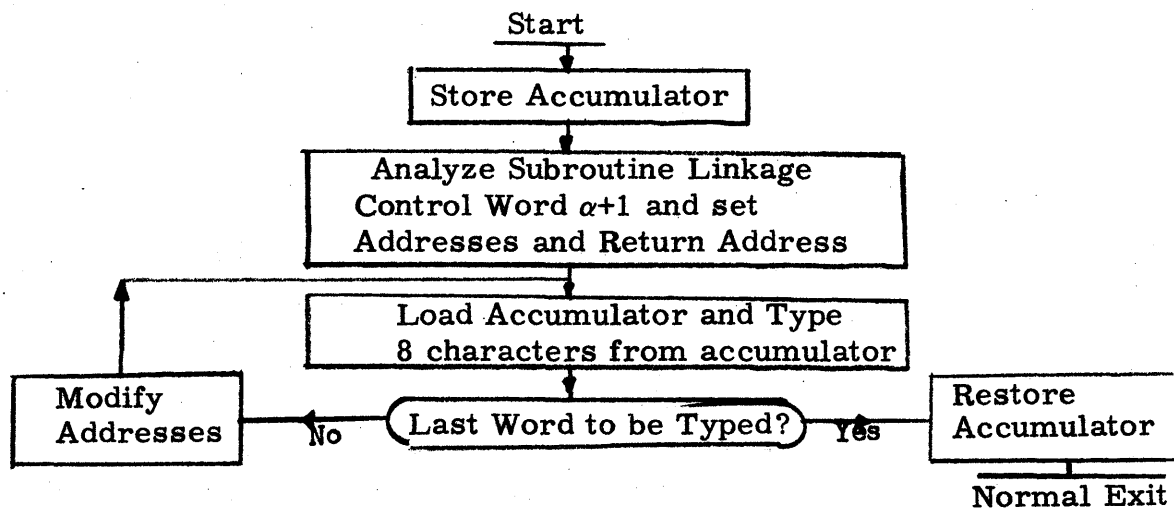 Start
Store Accumulator
Analyze Subroutine Linkage
Control Word α+1 and set
Addresses and Return Address
Load Accumulator and Type
8 characters from accumulator
Modify
Addresses
No
Last Word to be Typed?
Yes
Restore
Accumulator
Normal Exit